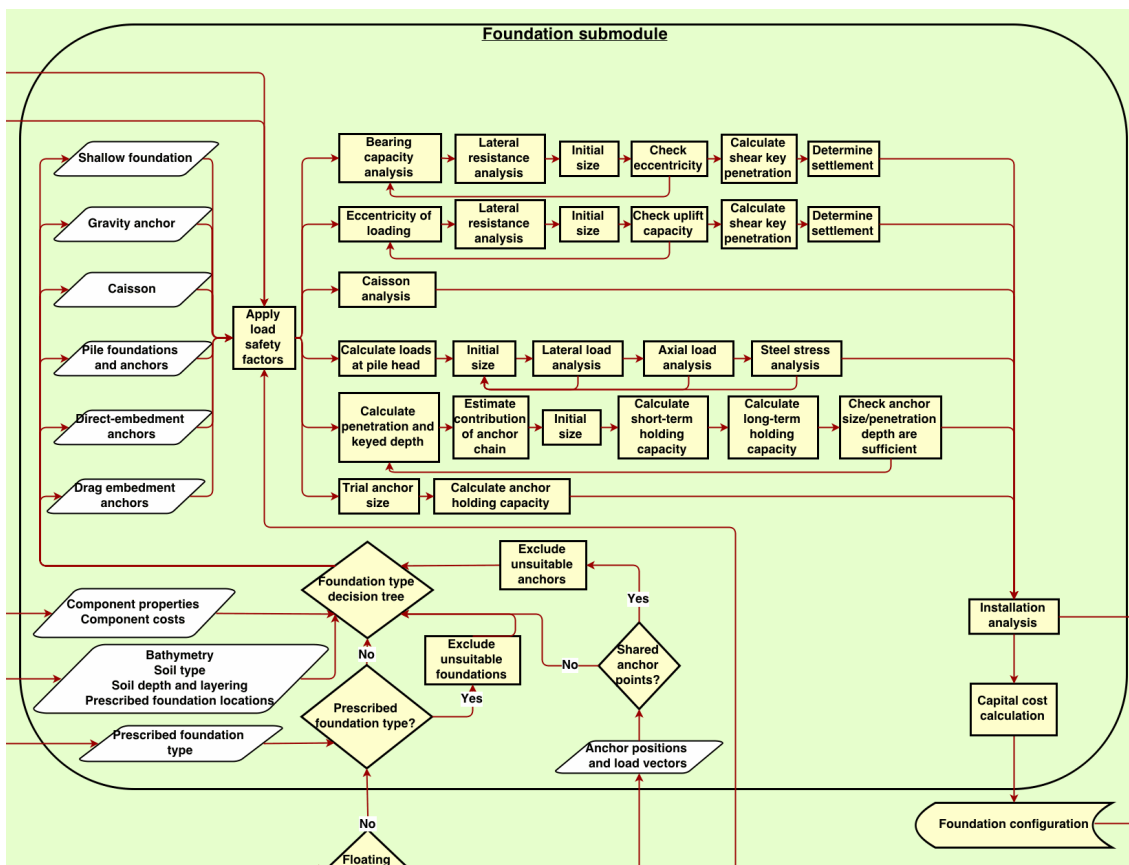 Foundation submodule
Shallow foundation
Bearing
capacity
analysis
Lateral
resistance
analysis
Initial
size
Check
eccentricity
Calculate
shear key
penetration
Determine
settlement
Gravity anchor
Eccentricity of
loading
Lateral
resistance
analysis
Initial
size
Check uplift
capacity
Calculate
shear key
penetration
Determine
settlement
Caisson
Caisson
analysis
Apply
load
safety
factors
Pile foundations
and anchors
Calculate loads
at pile head
Initial
size
Lateral load
analysis
Axial load
analysis
Steel stress
analysis
Direct-embedment
anchors
Calculate
penetration and
keyed depth
Estimate
contribution
of anchor
chain
Initial
size
Calculate
short-term
holding
capacity
Calculate
long-term
holding
capacity
Check anchor
size/penetration
depth are
sufficient
Drag embedment
anchors
Trial anchor
size
Calculate anchor
holding capacity
Foundation type
decision tree
Exclude
unsuitable
anchors
Yes
Component properties
Component costs
Installation
analysis
No
Exclude
unsuitable
foundations
No
Shared
anchor
points?
Bathymetry
Soil type
Soil depth and layering
Prescribed foundation locations
Yes
Prescribed
foundation type?
Capital cost
calculation
Prescribed foundation
type
Anchor positions
and load vectors
No
Foundation configuration
Floating